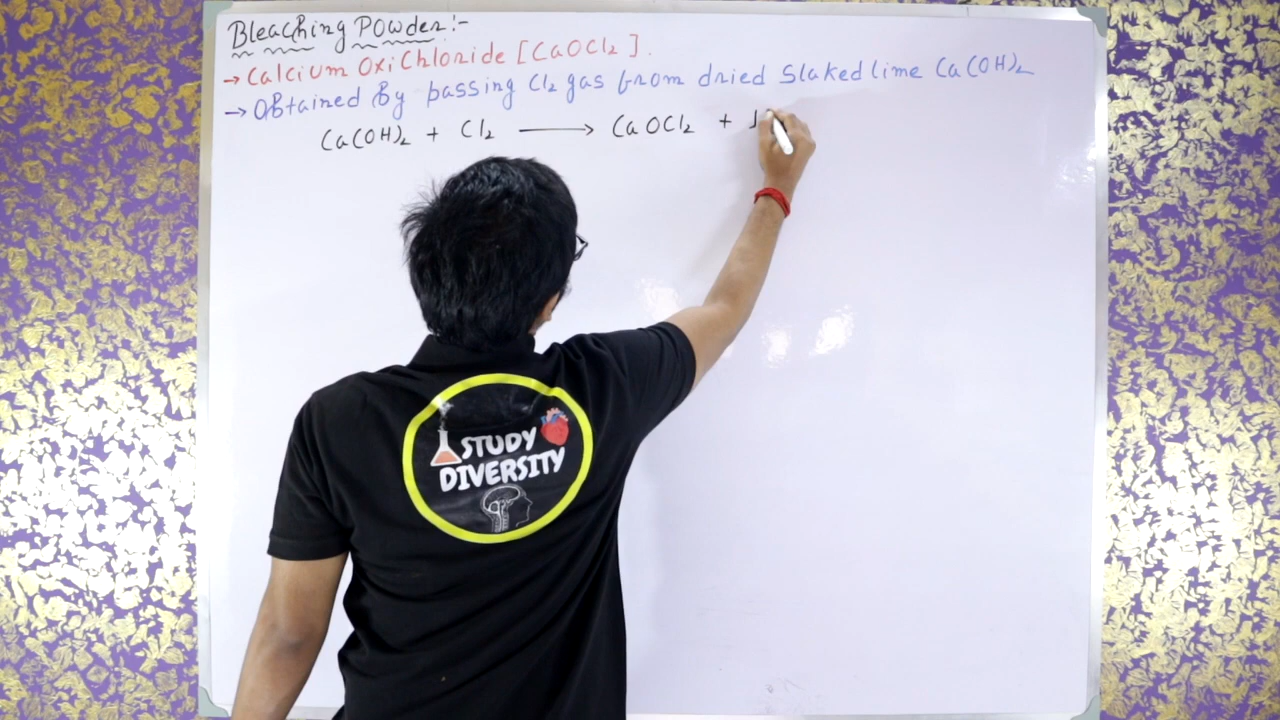 Bleaching Powder:-
→ Calcium OxiChloride [CaOCl₂].
→ Obtained By passing Cl₂ gas from dried Slaked lime Ca(OH)₂
Ca(OH)₂ + Cl₂ ⟶ CaOCl₂ +
STUDY
DIVERSITY